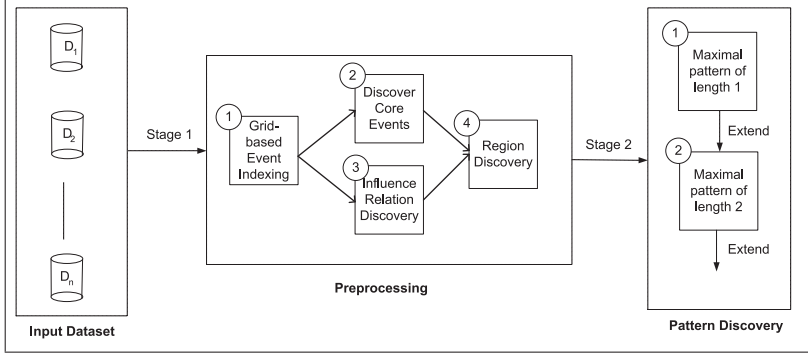 D1
D2
Dn
Input Dataset
Stage 1
1
Grid-
based
Event
Indexing
2
Discover
Core
Events
3
Influence
Relation
Discovery
4
Region
Discovery
Preprocessing
Stage 2
1
Maximal
pattern of
length 1
Extend
2
Maximal
pattern of
length 2
Extend
Pattern Discovery